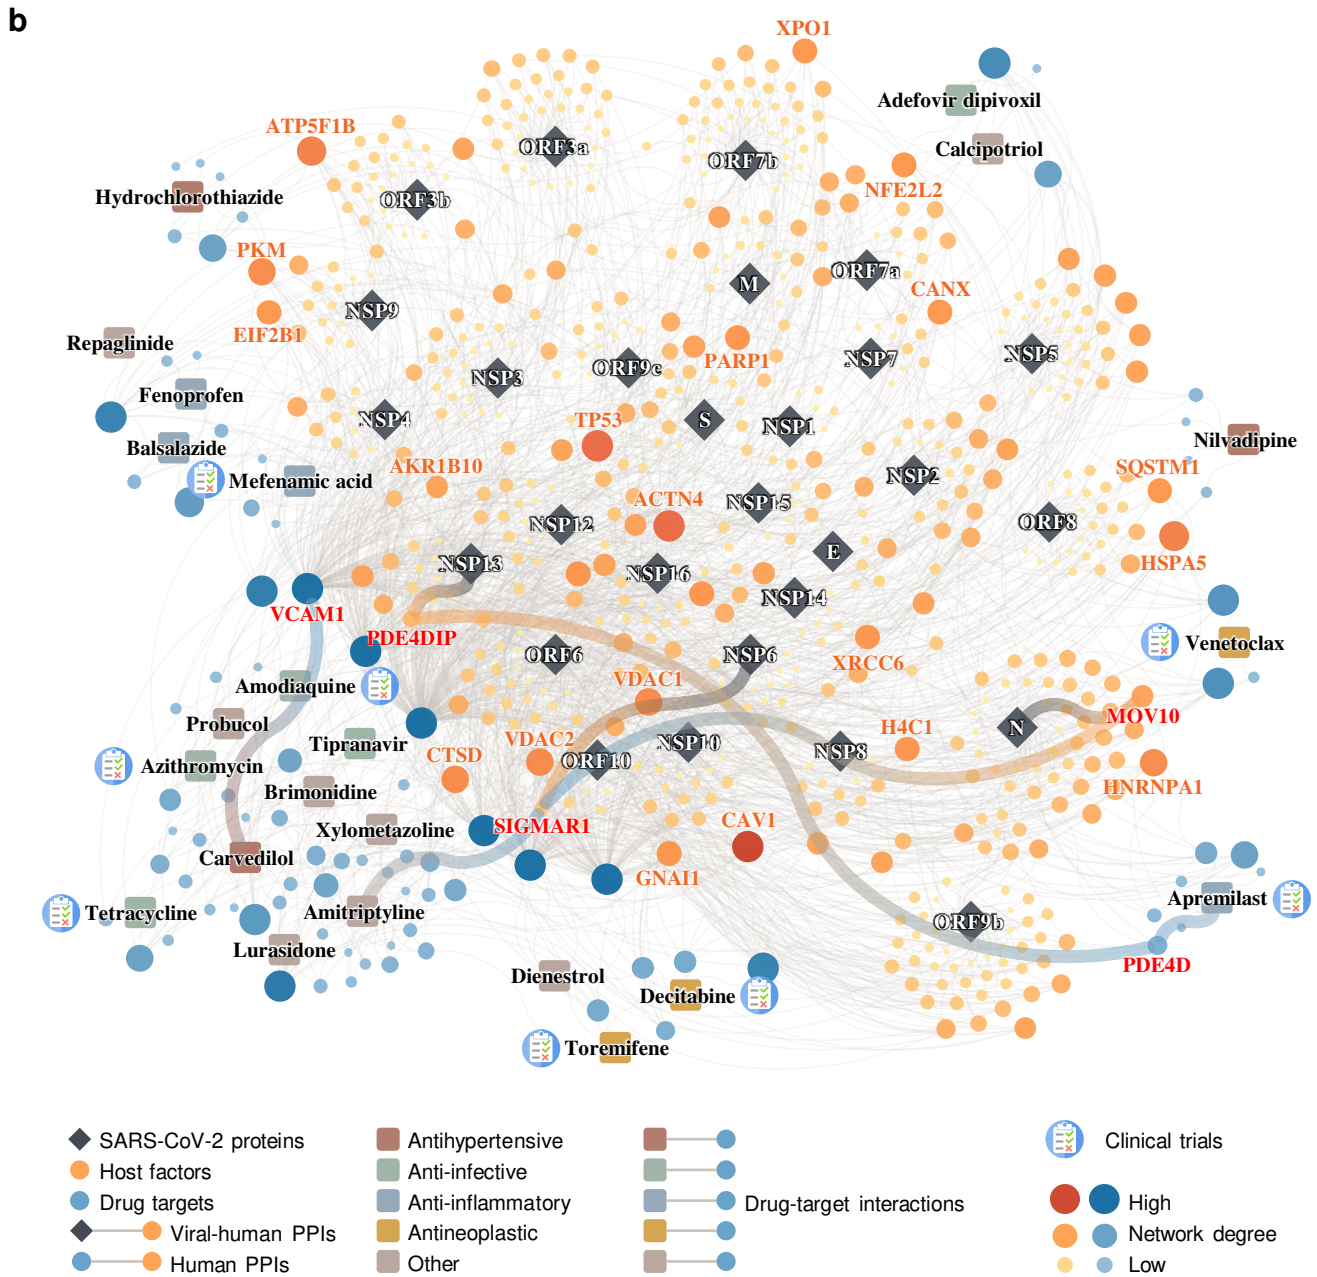 b
XPO1
Adefovir dipivoxil
ATP5F1B
ORF3a
ORF7b
Calcipotriol
NFE2L2
Hydrochlorothiazide
ORF3b
PKM
M
ORF7a
CANX
NSP9
EIF2B1
Repaglinide
ORF9c
PARP1
NSP7
NSP5
NSP3
Fenoprofen
NSP4
TP53
S
NSP1
Nilvadipine
Balsalazide
AKR1B10
SQSTM1
Mefenamic acid
NSP2
ACTN4
NSP15
NSP12
ORF8
NSP13
E
HSPA5
NSP16
NSP14
VCAM1
PDE4DIP
Venetoclax
ORF6
NSP6
XRCC6
VDAC1
Amodiaquine
MOV10
Probucol
N
H4C1
Tipranavir
VDAC2
NSP10
NSP8
CTSD
ORF10
Azithromycin
HNRNPA1
Brimonidine
CAV1
Xylometazoline
SIGMAR1
Carvedilol
GNAI1
Apremilast
Tetracycline
Amitriptyline
ORF9b
Lurasidone
PDE4D
Dienestrol
Decitabine
Toremifene
SARS-CoV-2 proteins
Host factors
Drug targets
Viral-human PPIs
Human PPIs
Antihypertensive
Anti-infective
Anti-inflammatory
Antineoplastic
Other
Drug-target interactions
Clinical trials
High
Network degree
Low